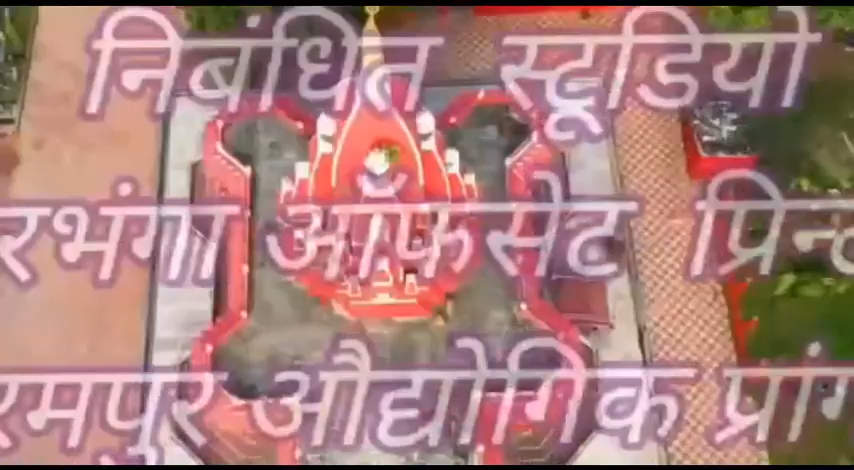 निबंधित स्टूडियो
रभंगा आफसेट प्रिन्ट
रमपुर औद्योगिक प्रांग